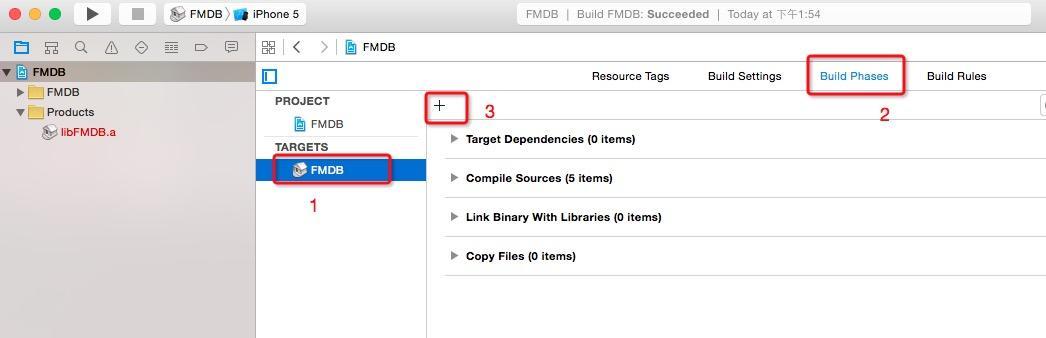 FMDB iPhone 5
FMDB | Build FMDB: Succeeded | Today at 下午1:54
FMDB
FMDB
Resource Tags Build Settings Build Phases Build Rules
FMDB
Products
libFMDB.a
PROJECT
FMDB
TARGETS
FMDB
1
2
+ 3
Target Dependencies (0 items)
Compile Sources (5 items)
Link Binary With Libraries (0 items)
Copy Files (0 items)